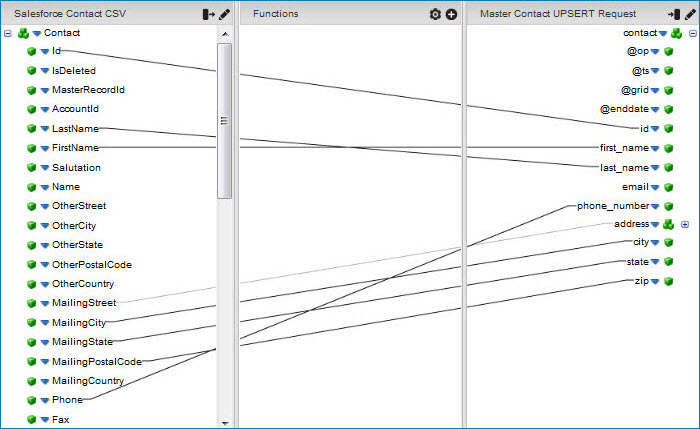 Salesforce Contact CSV
Functions
Master Contact UPSERT Request
Contact
Id
IsDeleted
MasterRecordId
AccountId
LastName
FirstName
Salutation
Name
OtherStreet
OtherCity
OtherState
OtherPostalCode
OtherCountry
MailingStreet
MailingCity
MailingState
MailingPostalCode
MailingCountry
Phone
Fax
contact
@op
@ts
@grid
@enddate
id
first_name
last_name
email
phone_number
address
city
state
zip